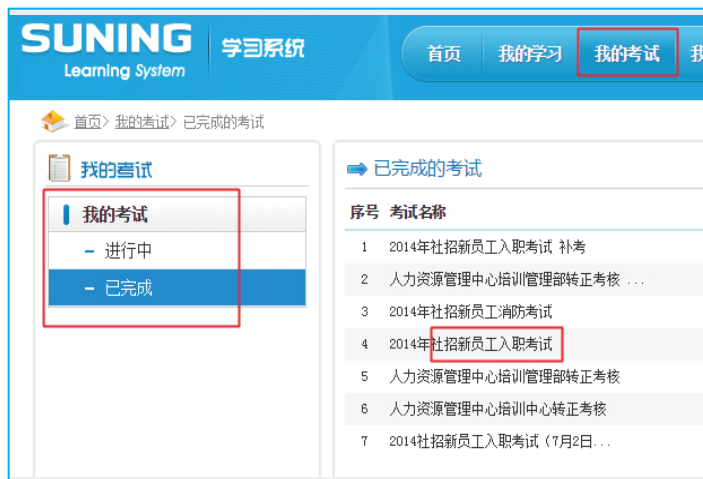 SUNING
Learning System
学习系统
首页 我的学习 我的考试
首页> 我的考试> 已完成的考试
我的考试
我的考试
- 进行中
- 已完成
已完成的考试
序号 考试名称
1 2014年社招新员工入职考试 补考
2 人力资源管理中心培训管理部转正考核 ...
3 2014年社招新员工消防考试
4 2014年社招新员工入职考试
5 人力资源管理中心培训管理部转正考核
6 人力资源管理中心培训中心转正考核
7 2014社招新员工入职考试（7月2日...